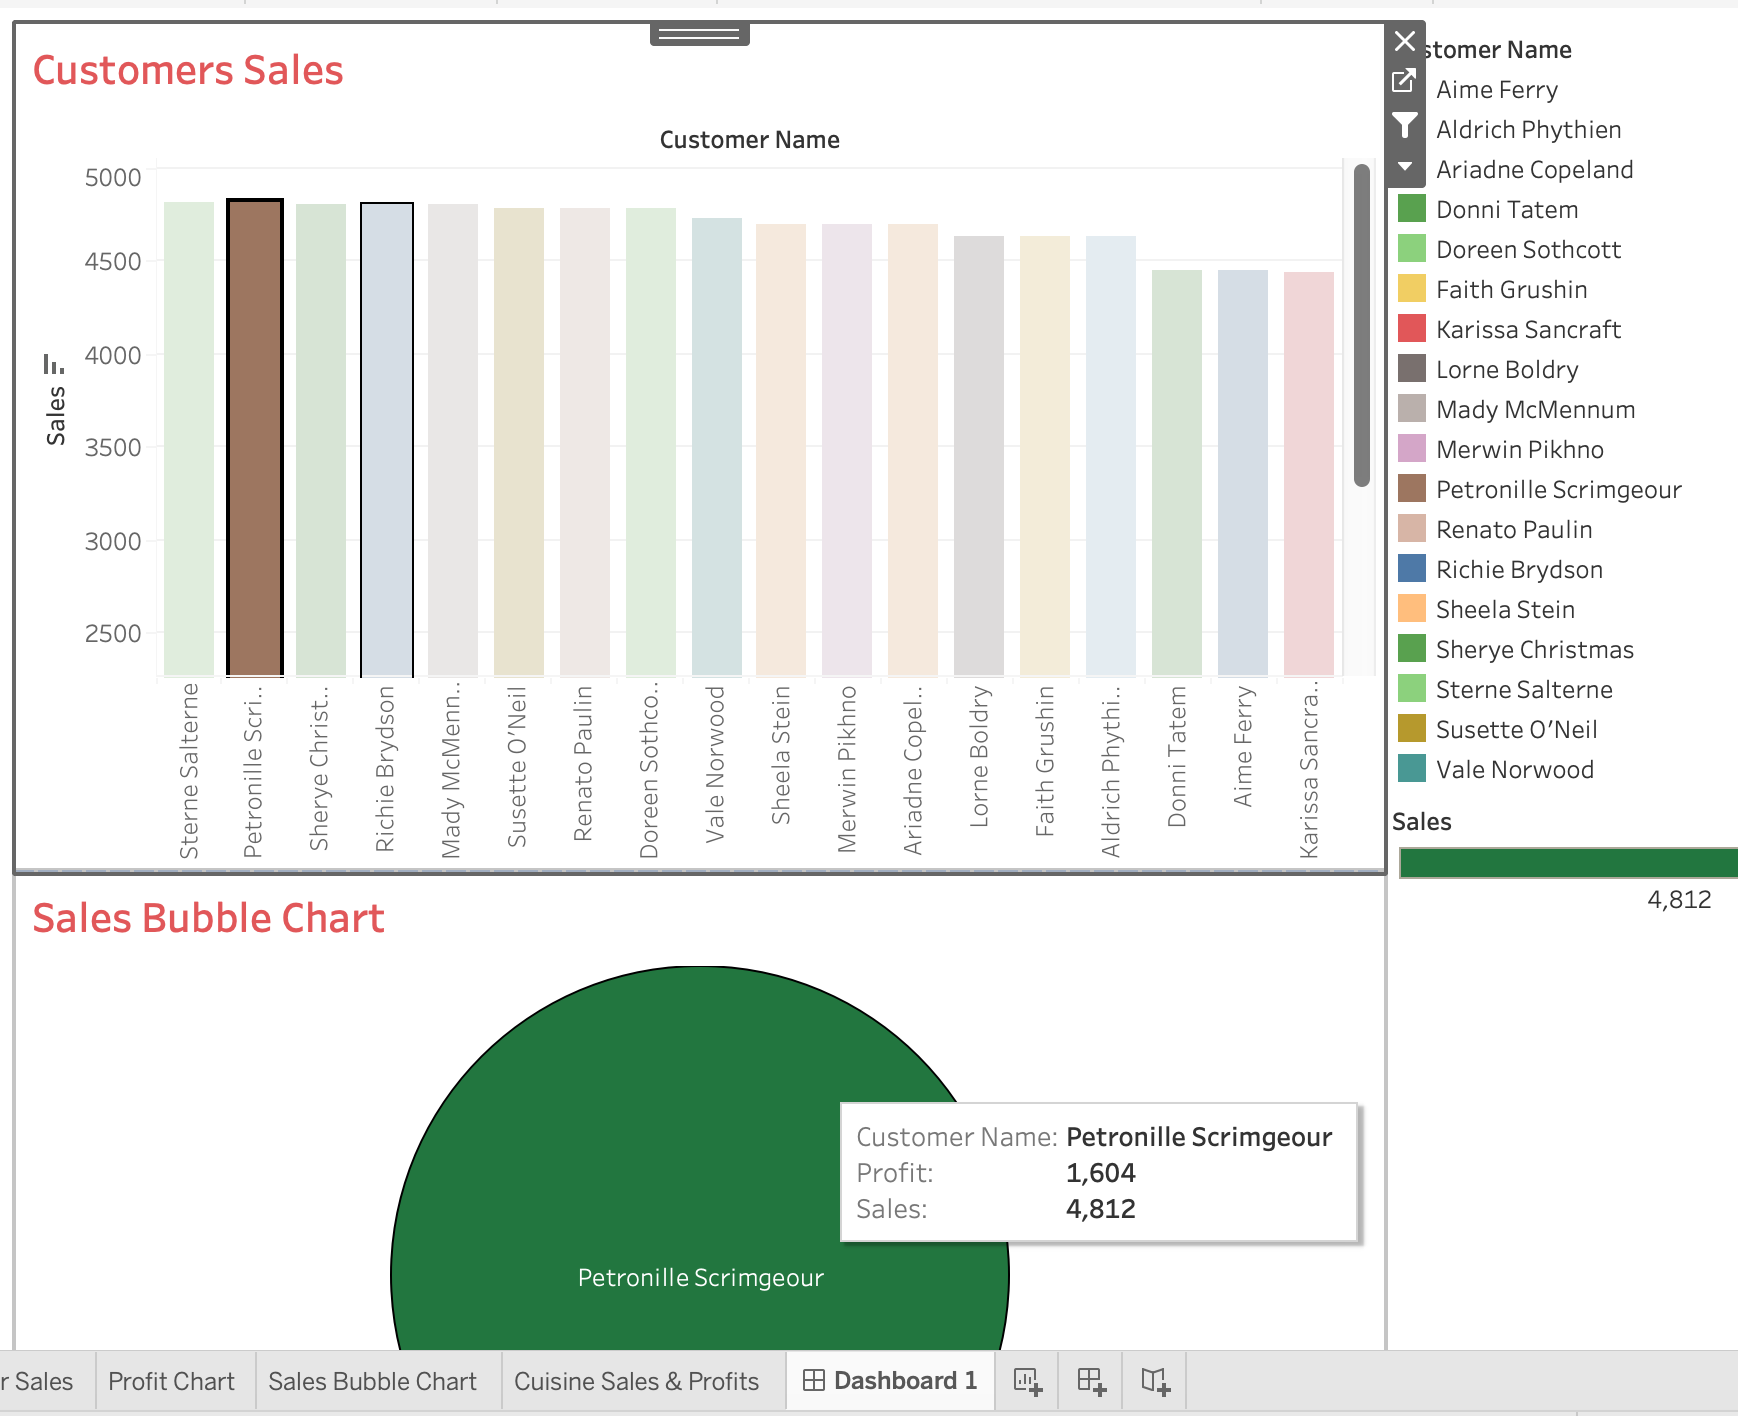 Customers Sales
Customer Name
5000
4500
4000
3500
3000
2500
Sales
Sterne Salterne
Petronille Scri..
Sherye Christ..
Richie Brydson
Mady McMenn..
Susette O'Neil
Renato Paulin
Doreen Sothco..
Vale Norwood
Sheela Stein
Merwin Pikhno
Ariadne Copel..
Lorne Boldry
Faith Grushin
Aldrich Phythi..
Donni Tatem
Aime Ferry
Karissa Sancra..
stomer Name
Aime Ferry
Aldrich Phythien
Ariadne Copeland
Donni Tatem
Doreen Sothcott
Faith Grushin
Karissa Sancraft
Lorne Boldry
Mady McMennum
Merwin Pikhno
Petronille Scrimgeour
Renato Paulin
Richie Brydson
Sheela Stein
Sherye Christmas
Sterne Salterne
Susette O'Neil
Vale Norwood
Sales
4,812
Sales Bubble Chart
Petronille Scrimgeour
Customer Name: Petronille Scrimgeour
Profit: 1,604
Sales: 4,812
r Sales
Profit Chart
Sales Bubble Chart
Cuisine Sales & Profits
Dashboard 1